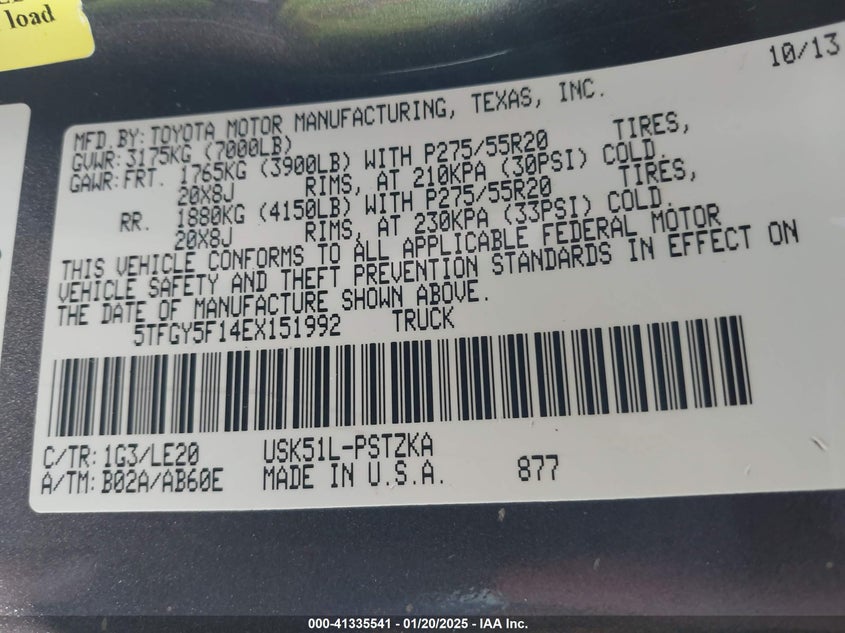 load
10/13
MFD.BY:TOYOTA MOTOR MANUFACTURING, TEXAS, INC.
GVWR:3175KG (7000LB)
GAWR:FRT. 1765KG (3900LB) WITH P275/55R20 TIRES,
20X8J RIMS, AT 210KPA (30PSI) COLD.
RR. 1880KG (4150LB) WITH P275/55R20 TIRES,
20X8J RIMS, AT 230KPA (33PSI) COLD.
THIS VEHICLE CONFORMS TO ALL APPLICABLE FEDERAL MOTOR
VEHICLE SAFETY AND THEFT PREVENTION STANDARDS IN EFFECT ON
THE DATE OF MANUFACTURE SHOWN ABOVE.
5TFGY5F14EX151992 TRUCK
C/TR:1G3/LE20 USK51L-PSTZKA
A/TM:B02A/AB60E MADE IN U.S.A. 877
000-41335541 - 01/20/2025 - IAA Inc.